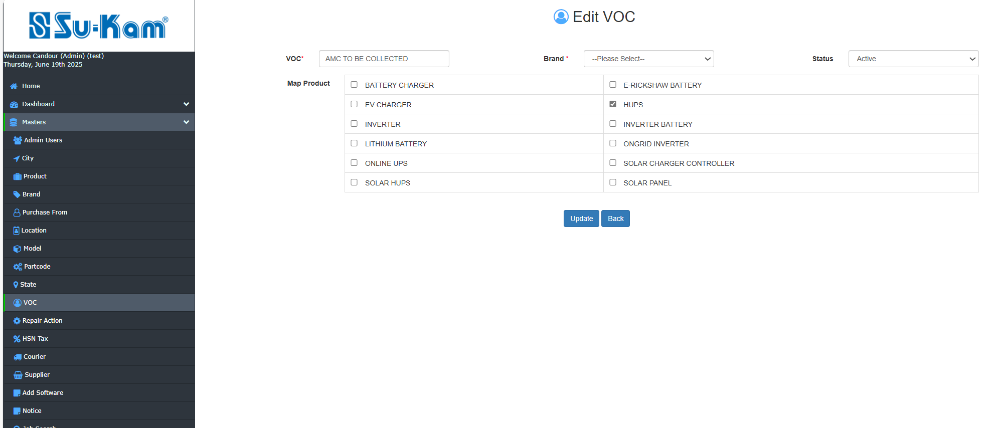 Su-Kam®
Welcome Candour (Admin) (test)
Thursday, June 19th 2025
Home
Dashboard
Masters
Admin Users
City
Product
Brand
Purchase From
Location
Model
Partcode
State
VOC
Repair Action
HSN Tax
Courier
Supplier
Add Software
Notice
Job Search
Edit VOC
VOC* AMC TO BE COLLECTED Brand * --Please Select-- Status Active
Map Product
BATTERY CHARGER E-RICKSHAW BATTERY
EV CHARGER HUPS
INVERTER INVERTER BATTERY
LITHIUM BATTERY ONGRID INVERTER
ONLINE UPS SOLAR CHARGER CONTROLLER
SOLAR HUPS SOLAR PANEL
Update Back